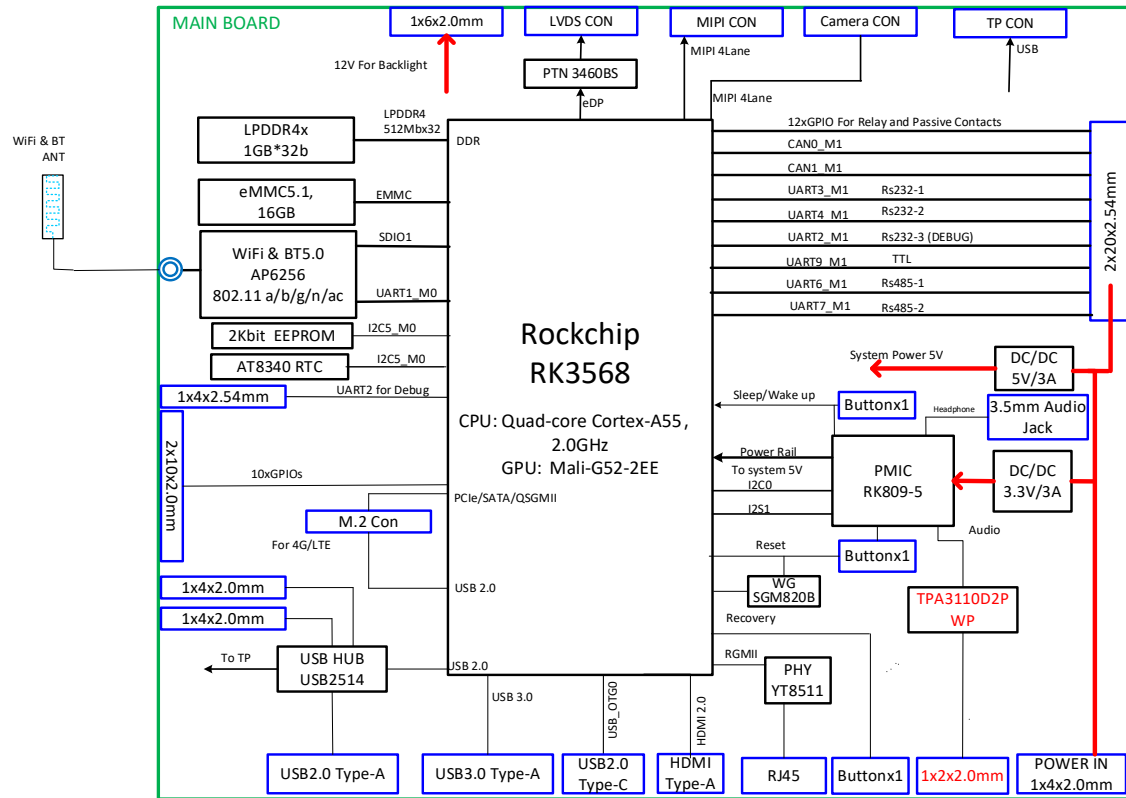 MAIN BOARD
1x6x2.0mm
LVDS CON
MIPI CON
Camera CON
TP CON
12V For Backlight
PTN 3460BS
MIPI 4Lane
USB
eDP
MIPI 4Lane
LPDDR4
512Mbx32
LPDDR4x
1GB*32b
DDR
12xGPIO For Relay and Passive Contacts
CAN0_M1
CAN1_M1
WiFi & BT
ANT
eMMC5.1,
16GB
EMMC
UART3_M1 Rs232-1
UART4_M1 Rs232-2
UART2_M1 Rs232-3 (DEBUG)
UART9_M1 TTL
UART6_M1 Rs485-1
UART7_M1 Rs485-2
2x20x2.54mm
WiFi & BT5.0
AP6256
802.11 a/b/g/n/ac
SDIO1
UART1_M0
2Kbit EEPROM
I2C5_M0
AT8340 RTC
I2C5_M0
1x4x2.54mm
UART2 for Debug
Rockchip
RK3568
CPU: Quad-core Cortex-A55,
2.0GHz
GPU: Mali-G52-2EE
System Power 5V
DC/DC
5V/3A
Sleep/Wake up
Buttonx1
Headphone
3.5mm Audio
Jack
Power Rail
To system 5V
I2C0
I2S1
PMIC
RK809-5
DC/DC
3.3V/3A
2x10x2.0mm
10xGPIOs
PCIe/SATA/QSGMII
M.2 Con
For 4G/LTE
USB 2.0
Audio
Reset
Buttonx1
WG
SGM820B
TPA3110D2P
WP
Recovery
1x4x2.0mm
1x4x2.0mm
To TP
USB HUB
USB2514
USB 2.0
RGMII
PHY
YT8511
USB 3.0
USB_OTG0
HDMI 2.0
USB2.0 Type-A
USB3.0 Type-A
USB2.0
Type-C
HDMI
Type-A
RJ45
Buttonx1
1x2x2.0mm
POWER IN
1x4x2.0mm